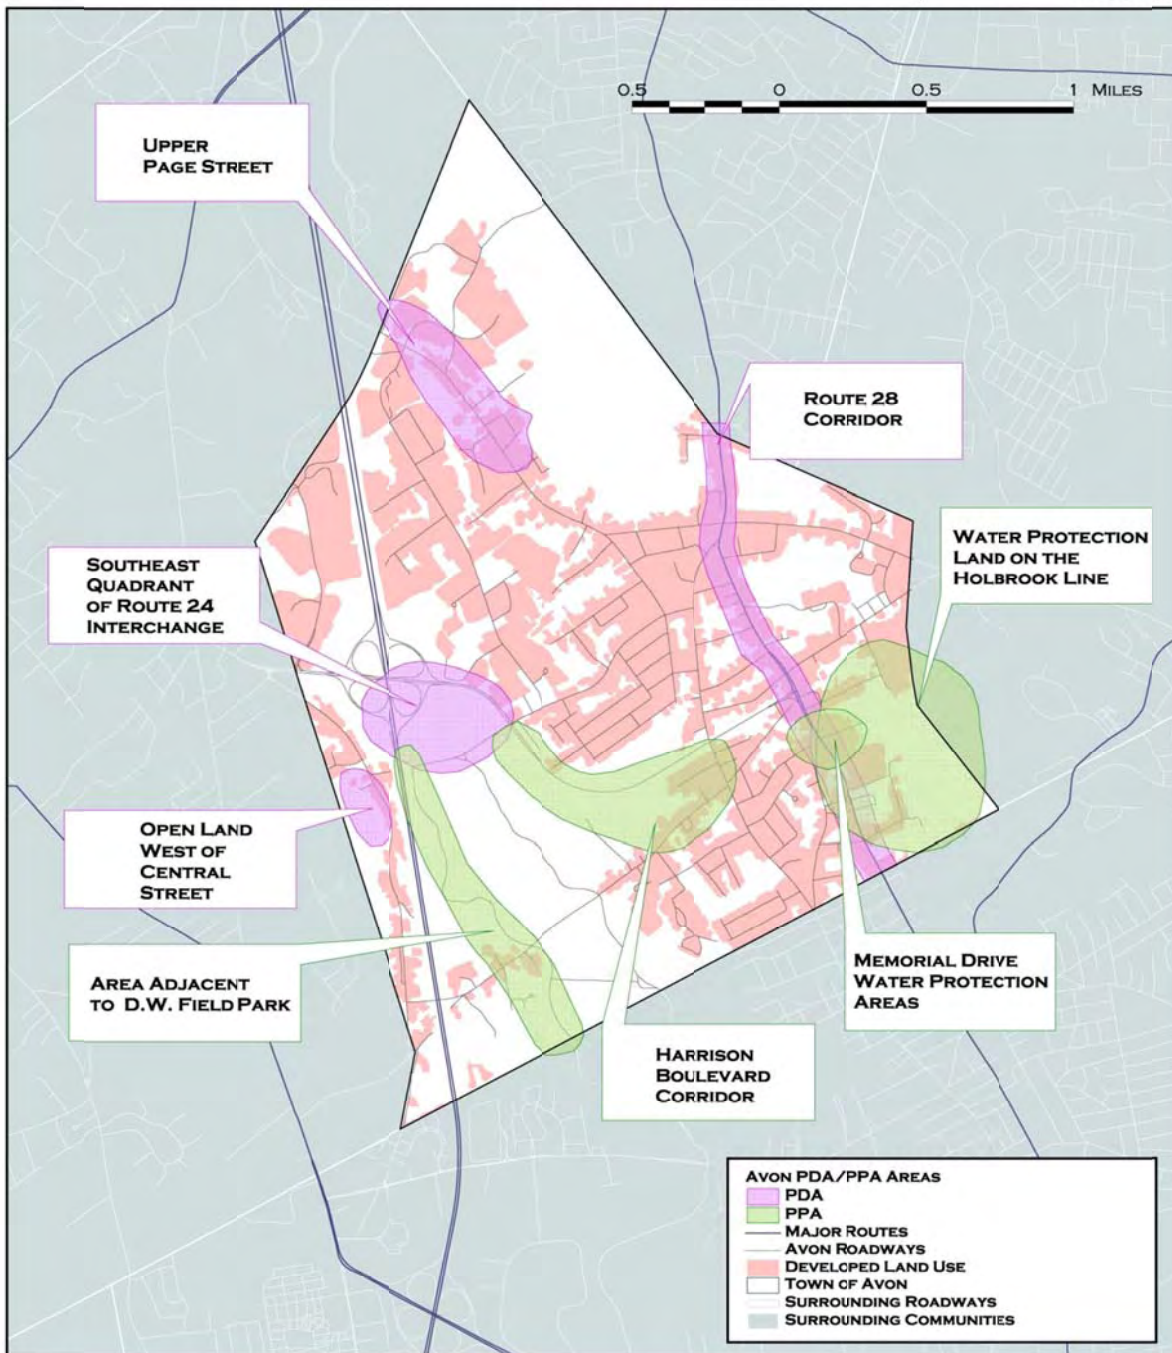 0.5 0 0.5 1 MILES
UPPER
PAGE STREET
ROUTE 28
CORRIDOR
WATER PROTECTION
LAND ON THE
HOLBROOK LINE
SOUTHEAST
QUADRANT
OF ROUTE 24
INTERCHANGE
OPEN LAND
WEST OF
CENTRAL
STREET
AREA ADJACENT
TO D.W. FIELD PARK
MEMORIAL DRIVE
WATER PROTECTION
AREAS
HARRISON
BOULEVARD
CORRIDOR
AVON PDA/PPA AREAS
PDA
PPA
MAJOR ROUTES
AVON ROADWAYS
DEVELOPED LAND USE
TOWN OF AVON
SURROUNDING ROADWAYS
SURROUNDING COMMUNITIES